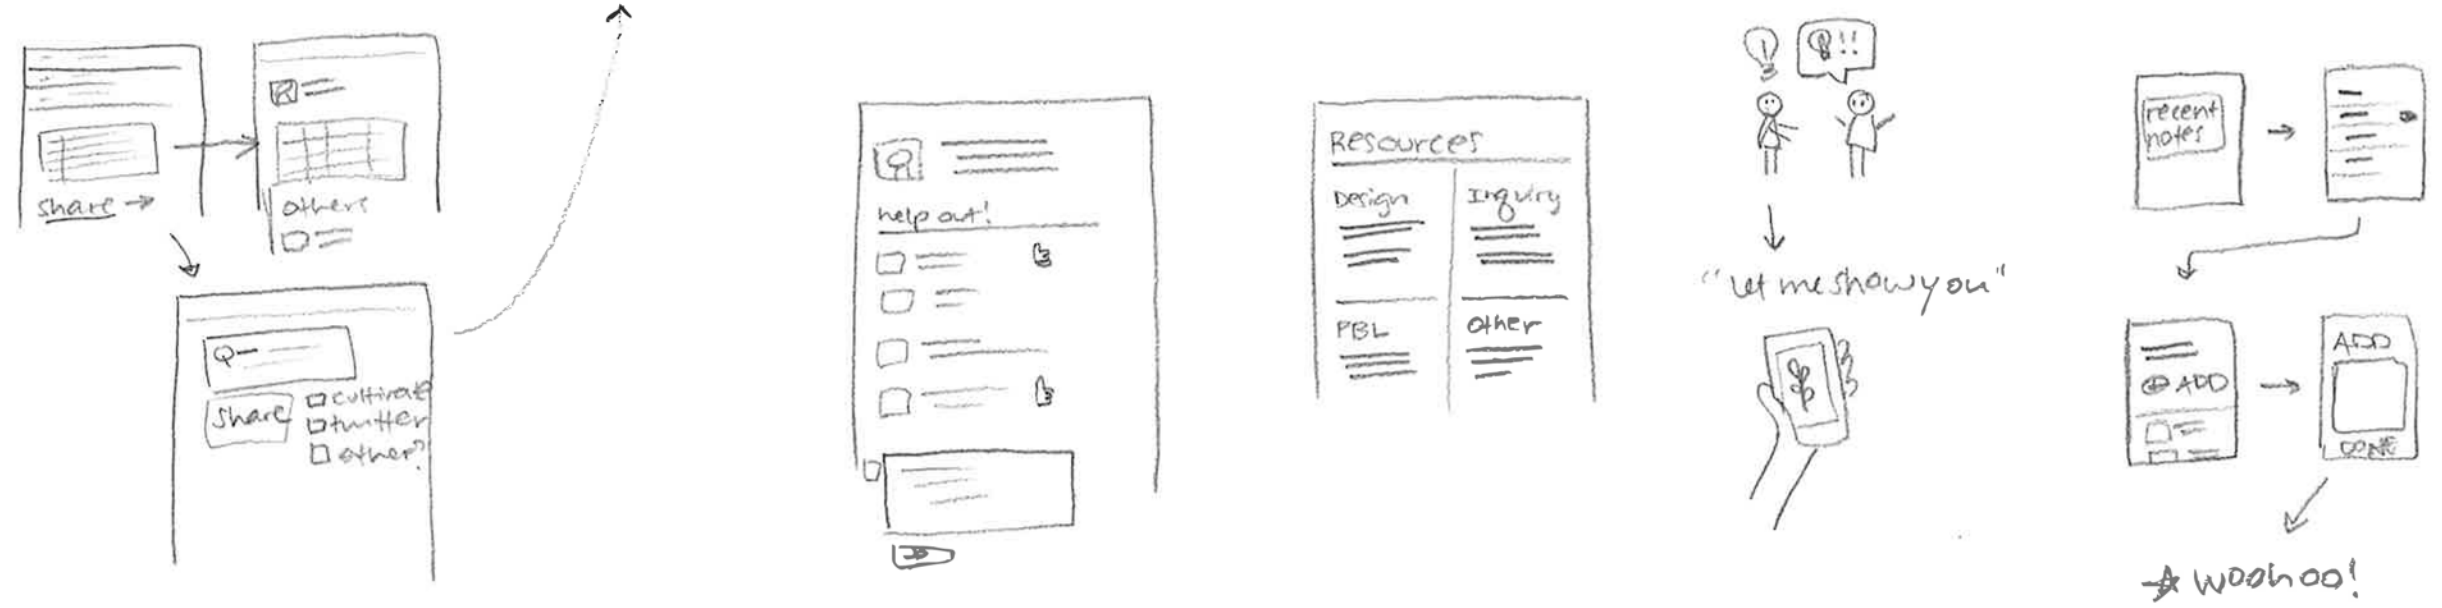 share →
others
Q
Share
cultivate
twitter
other?
help out!
Resources
Design
Inquiry
PBL
other
!!
"let me show you"
recent
notes
⊕ ADD
ADD
DONE
☆ woohoo!